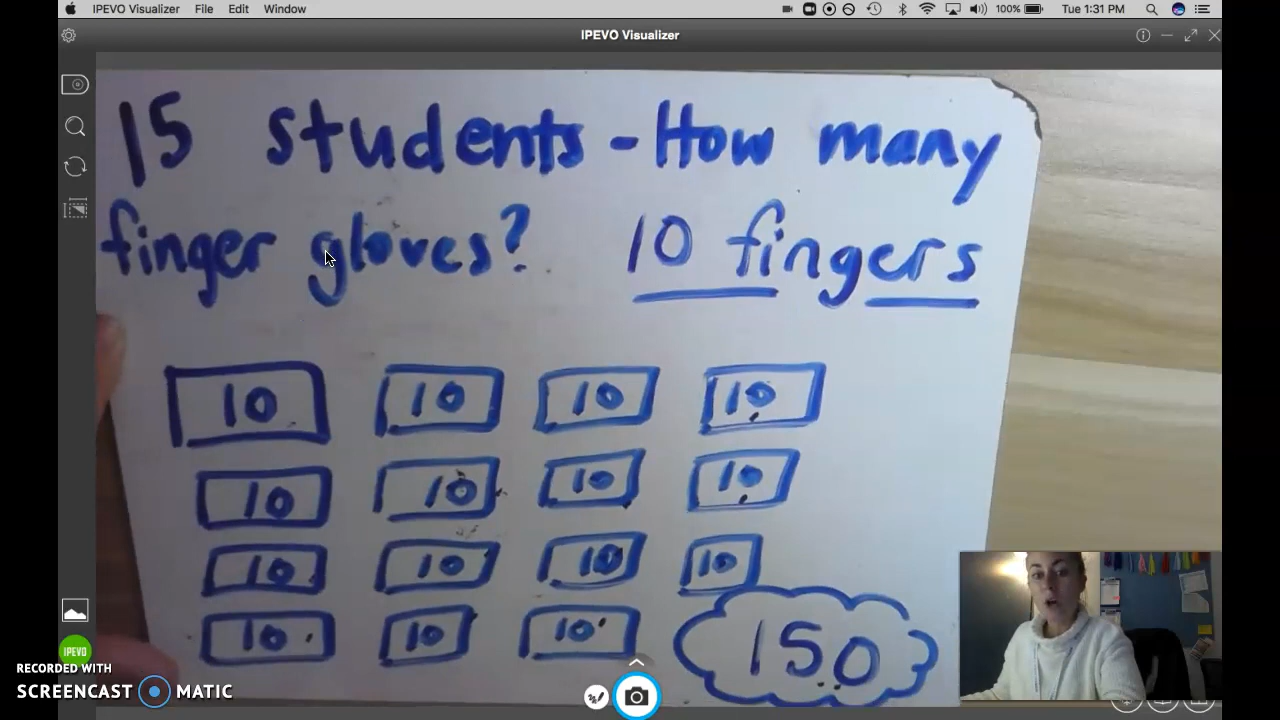 IPEVO Visualizer File Edit Window 100% Tue 1:31 PM
IPEVO Visualizer
15 students - How many
finger gloves? 10 fingers
10 10 10 10
10 10 10 10
10 10 10 10
10 10 10 150
IPEVO
RECORDED WITH
SCREENCAST MATIC